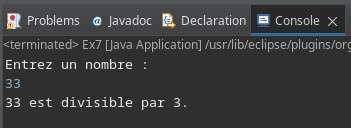 Problems @ Javadoc Declaration Console
<terminated> Ex7 [Java Application] /usr/lib/eclipse/plugins/org
Entrez un nombre :
33
33 est divisible par 3.